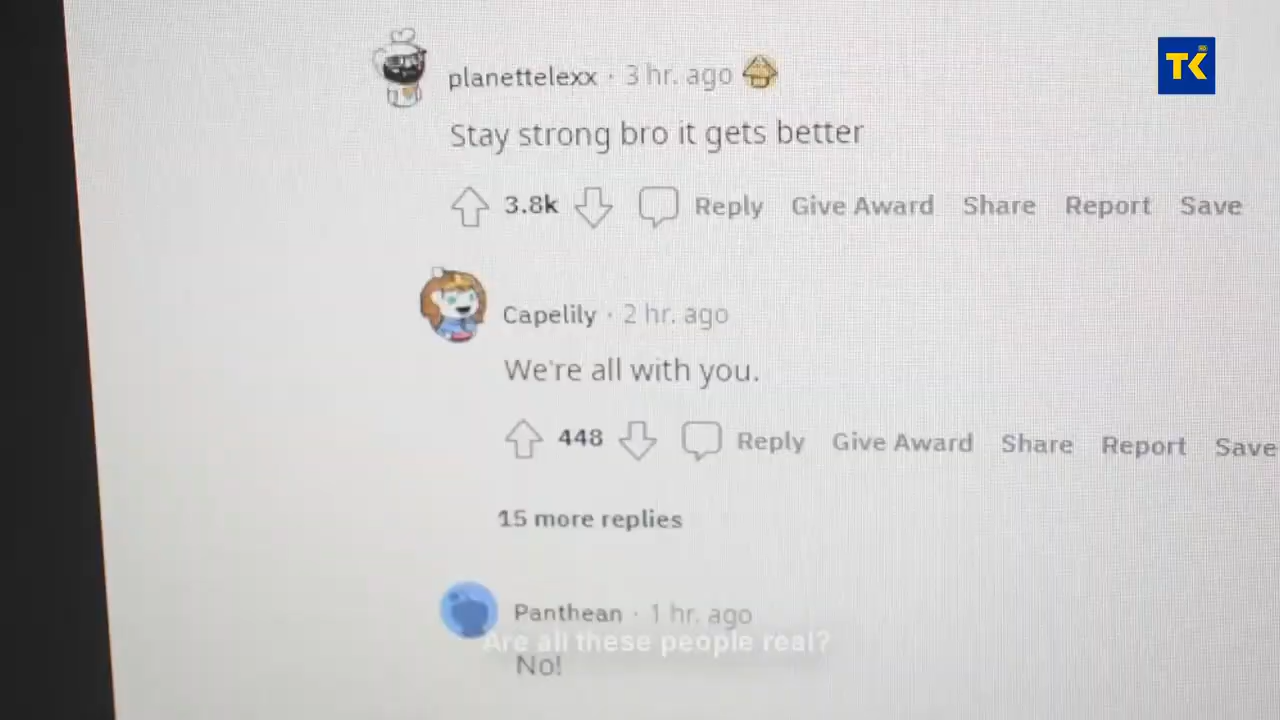 TK HD
planettelexx · 3 hr. ago
Stay strong bro it gets better
3.8k Reply Give Award Share Report Save
Capelily · 2 hr. ago
We're all with you.
448 Reply Give Award Share Report Save
15 more replies
Panthean · 1 hr. ago
Are all these people real?
No!